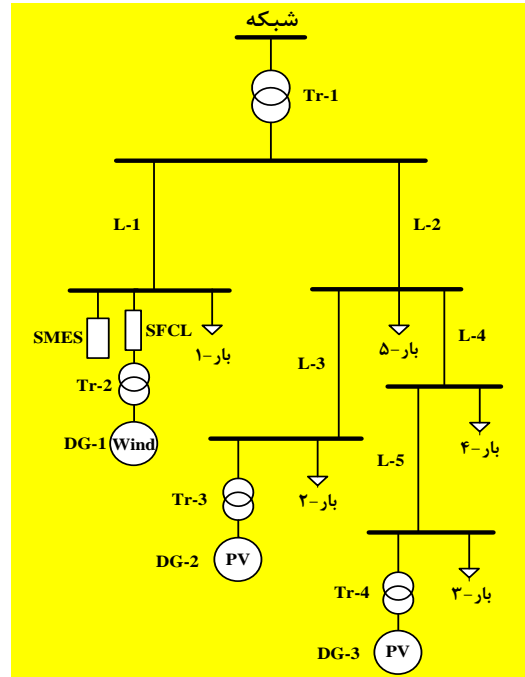 شبکه
Tr-1
L-1
L-2
SMES
SFCL
بار-۱
Tr-2
DG-1
Wind
L-3
بار-۵
L-4
بار-۴
L-5
Tr-3
بار-۲
DG-2
PV
Tr-4
بار-۳
DG-3
PV